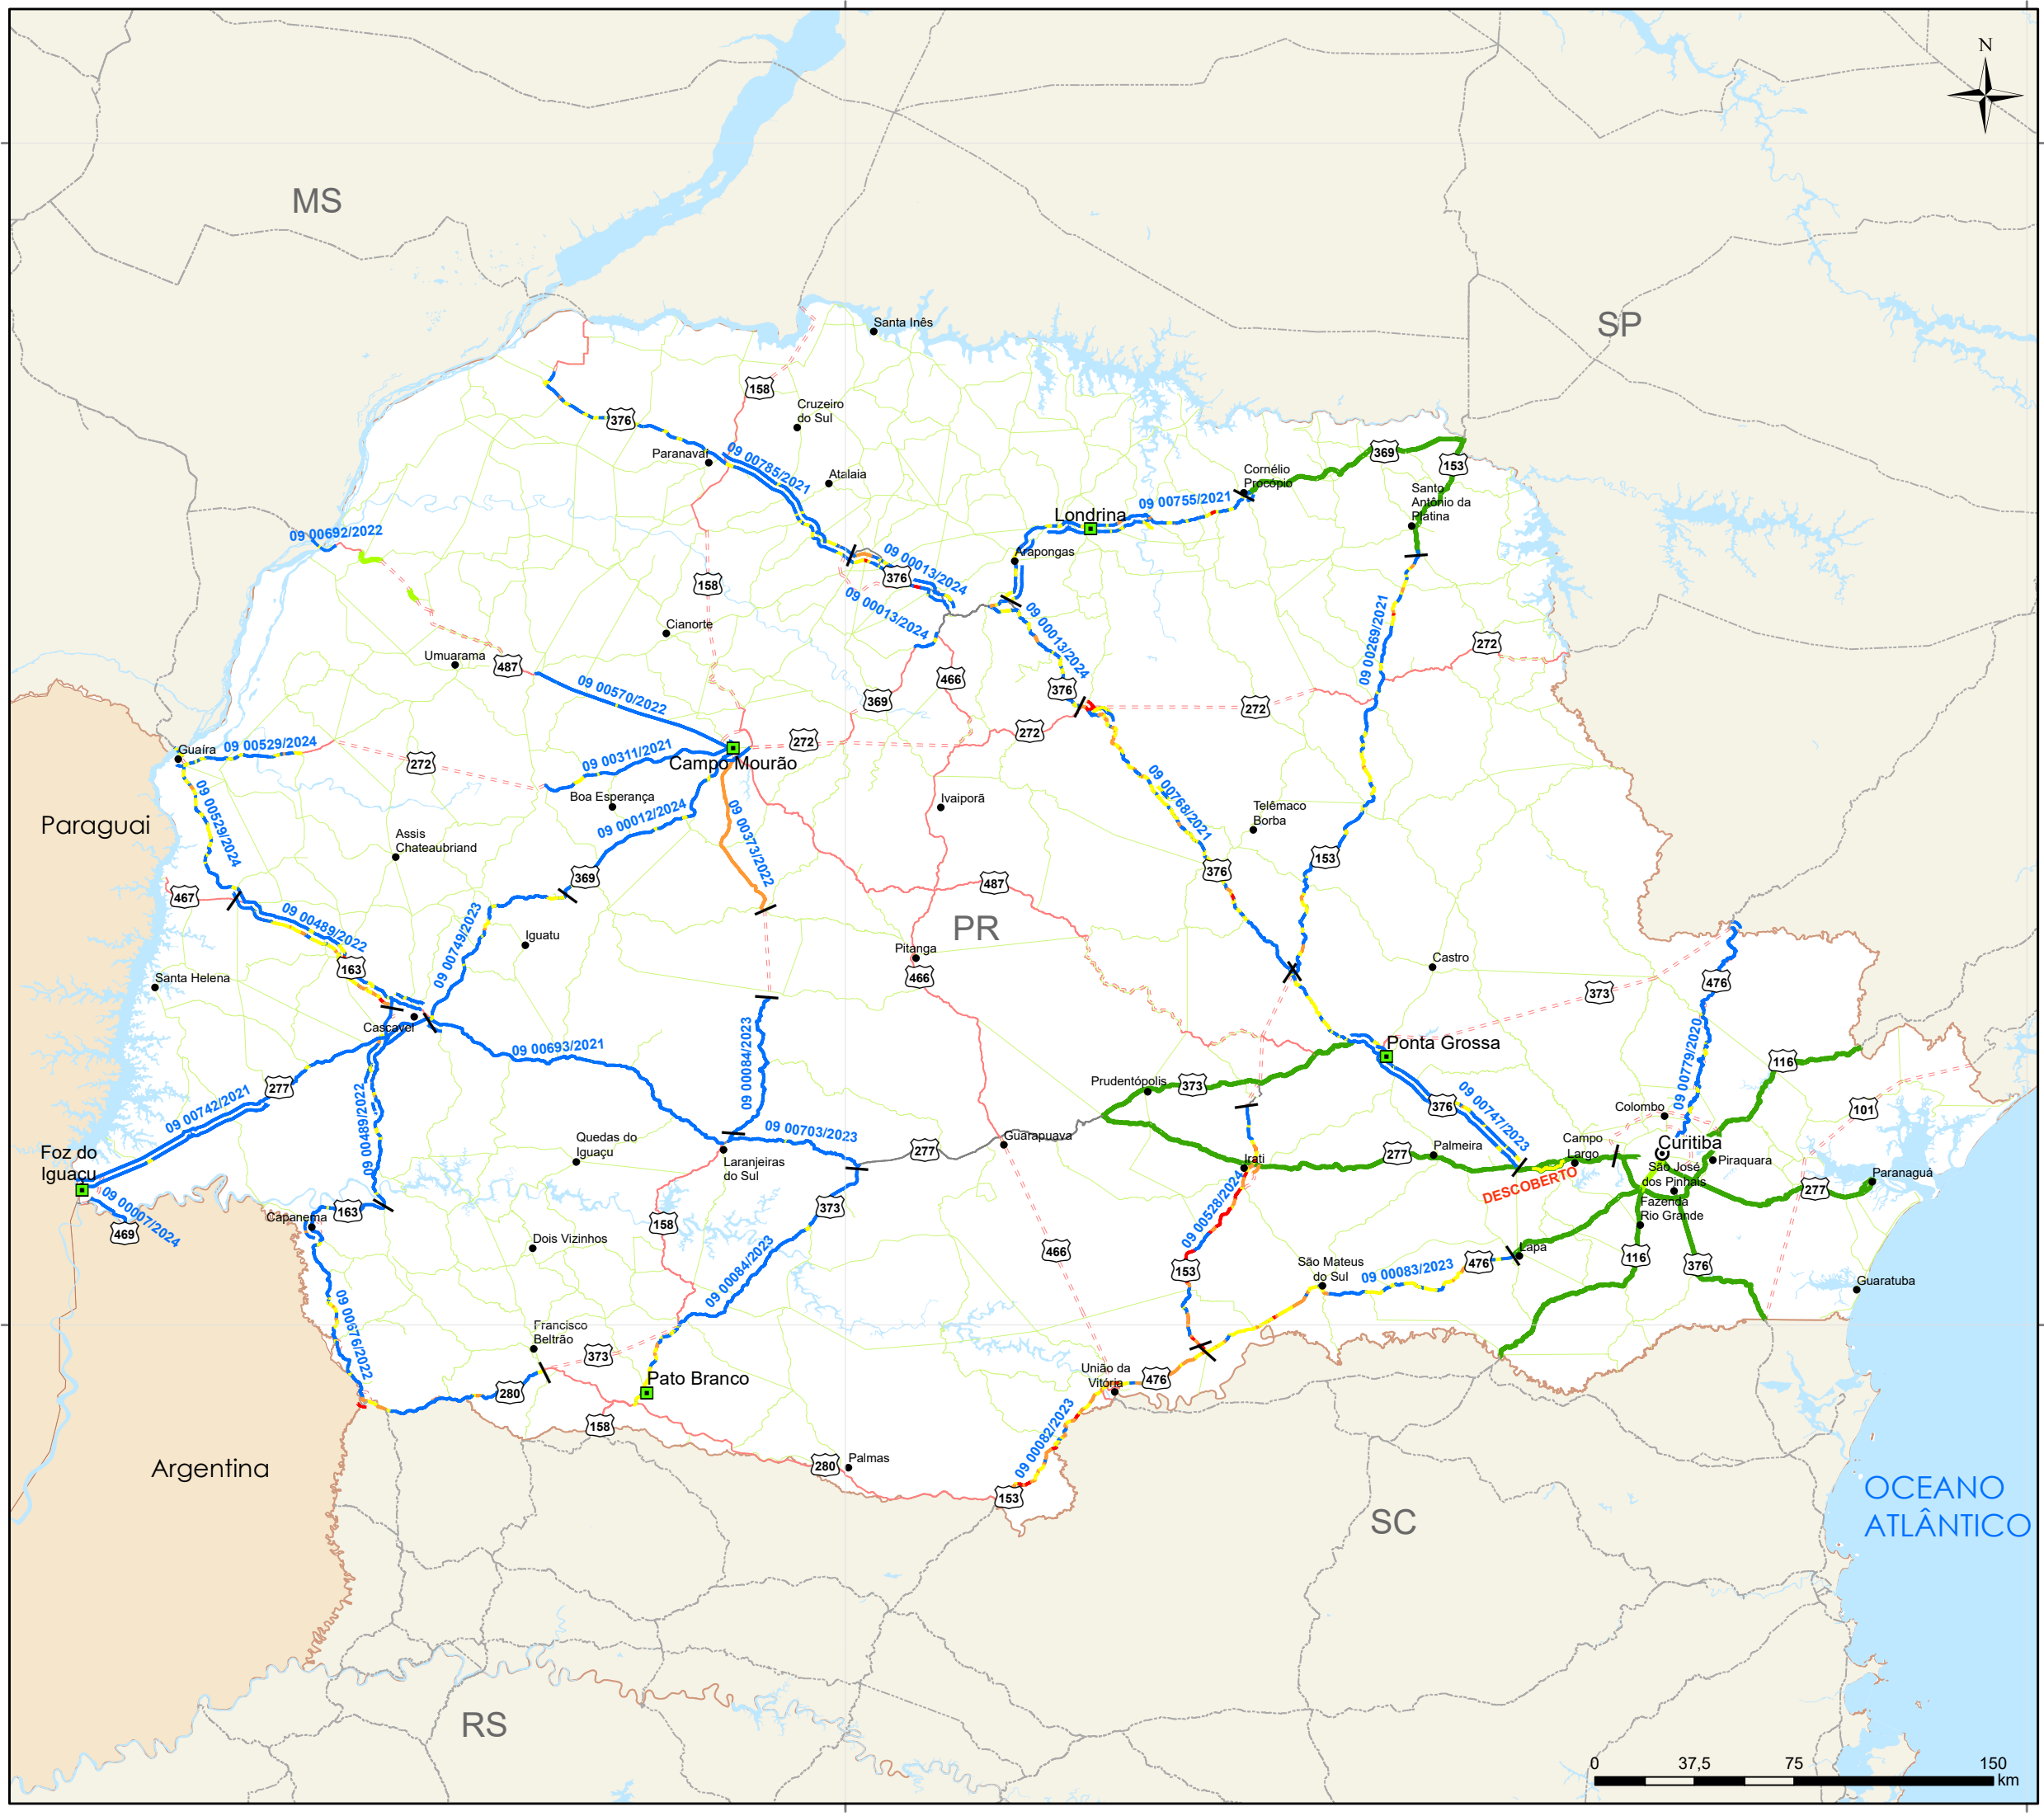 N
MS
SP
Santa Inês
158
Cruzeiro
do Sul
376
369
153
Paranavaí
09 00785/2021
Atalaia
Cornélio
Procópio
Santo
Antônio da
Platina
09 00755/2021
Londrina
09 00692/2022
Arapongas
09 00013/2024
376
158
09 00013/2024
09 00013/2024
09 00269/2021
Cianorte
272
Umuarama
487
466
376
09 00570/2022
369
272
272
272
Guaíra
09 00529/2024
272
09 00311/2021
Campo Mourão
Boa Esperança
09 00012/2024
09 00529/2024
09 00373/2022
Ivaiporã
09 00768/2021
Telêmaco
Borba
Paraguai
Assis
Chateaubriand
153
376
369
487
467
09 00489/2022
09 00749/2023
Iguatu
PR
Pitanga
466
163
Castro
Santa Helena
373
476
Cascavel
09 00693/2021
09 00084/2023
Ponta Grossa
09 00779/2020
116
277
09 00742/2021
09 00489/2022
Prudentópolis
373
376
09 00747/2023
Colombo
101
09 00703/2023
Quedas do
Iguaçu
Laranjeiras
do Sul
277
Guarapuava
Irati
277
Palmeira
Campo
Largo
Curitiba
Piraquara
São José
dos Pinhais
DESCOBERTO
Foz do
Iguaçu
09 00007/2024
469
Paranaguá
277
Fazenda
Rio Grande
373
163
Capanema
158
09 00528/2024
Dois Vizinhos
466
153
São Mateus
do Sul
09 00083/2023
476
Lapa
116
376
Guaratuba
09 00084/2023
09 00676/2022
Francisco
Beltrão
373
280
Pato Branco
158
União da
Vitória
476
09 00082/2023
280
Palmas
153
Argentina
OCEANO
ATLÂNTICO
SC
RS
0
37,5
75
150
km